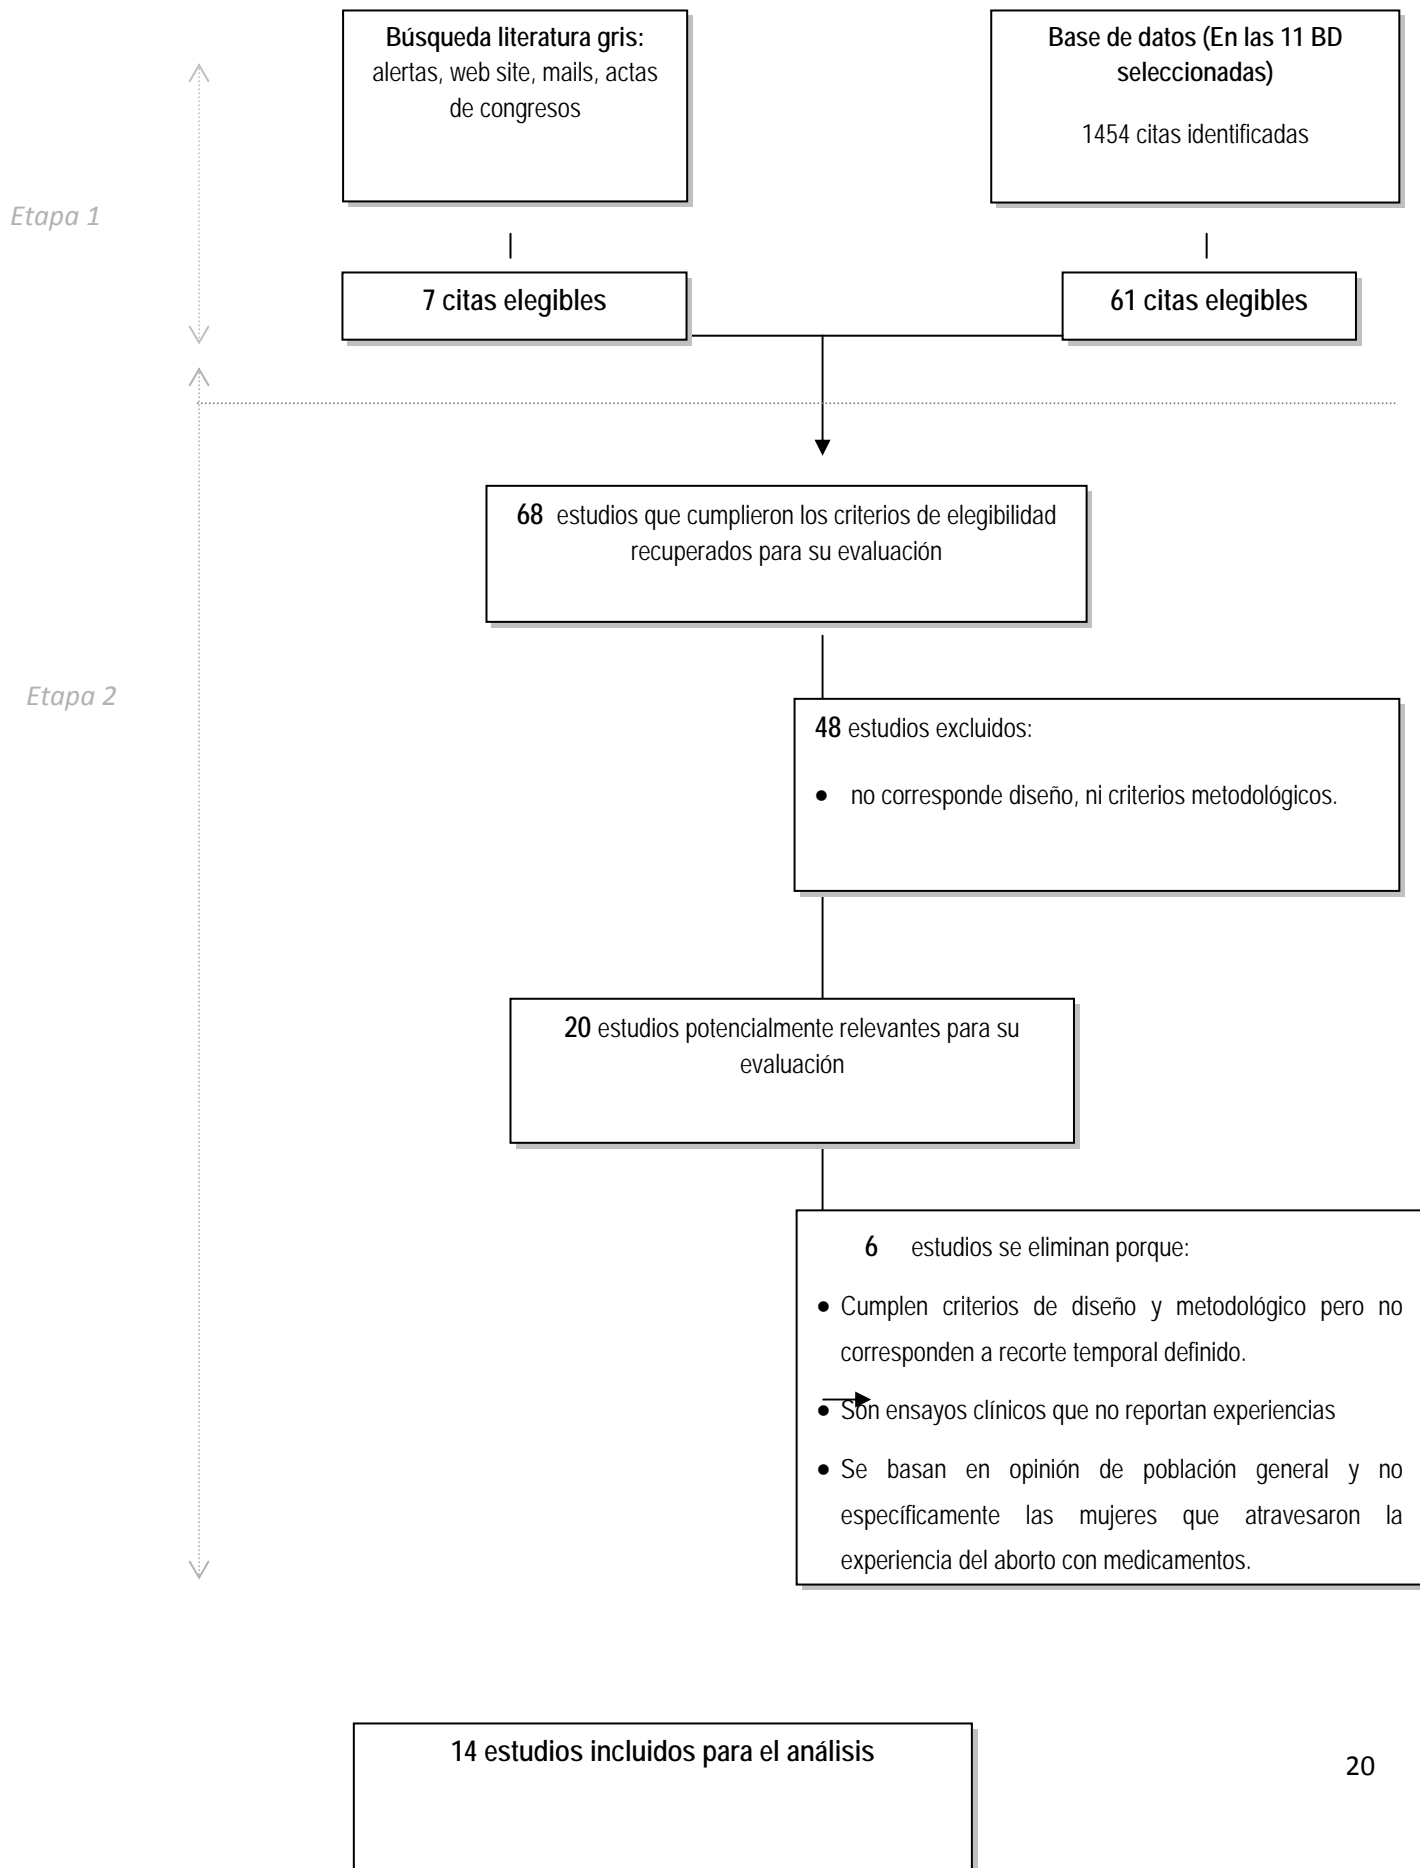 Búsqueda literatura gris:
alertas, web site, mails, actas
de congresos
Base de datos (En las 11 BD
seleccionadas)
1454 citas identificadas
Etapa 1
7 citas elegibles
61 citas elegibles
68 estudios que cumplieron los criterios de elegibilidad
recuperados para su evaluación
Etapa 2
48 estudios excluidos:
• no corresponde diseño, ni criterios metodológicos.
20 estudios potencialmente relevantes para su
evaluación
6 estudios se eliminan porque:
• Cumplen criterios de diseño y metodológico pero no
corresponden a recorte temporal definido.
• Son ensayos clínicos que no reportan experiencias
• Se basan en opinión de población general y no
específicamente las mujeres que atravesaron la
experiencia del aborto con medicamentos.
14 estudios incluidos para el análisis
20